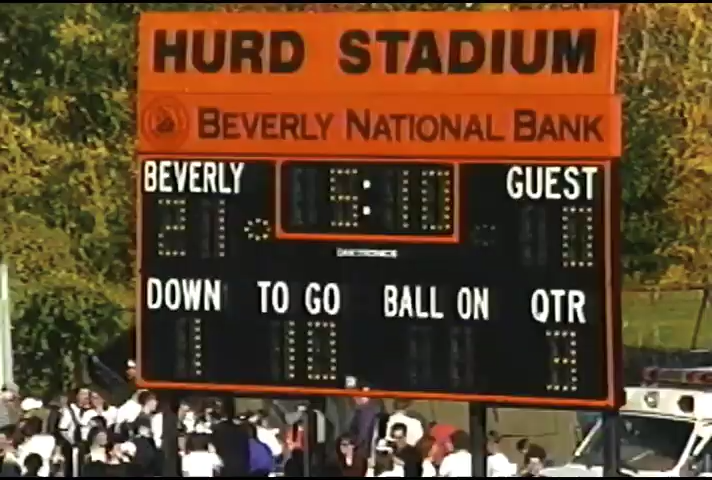 HURD STADIUM
BEVERLY NATIONAL BANK
BEVERLY 5:10 GUEST
21 0
DOWN TO GO BALL ON QTR
1 10